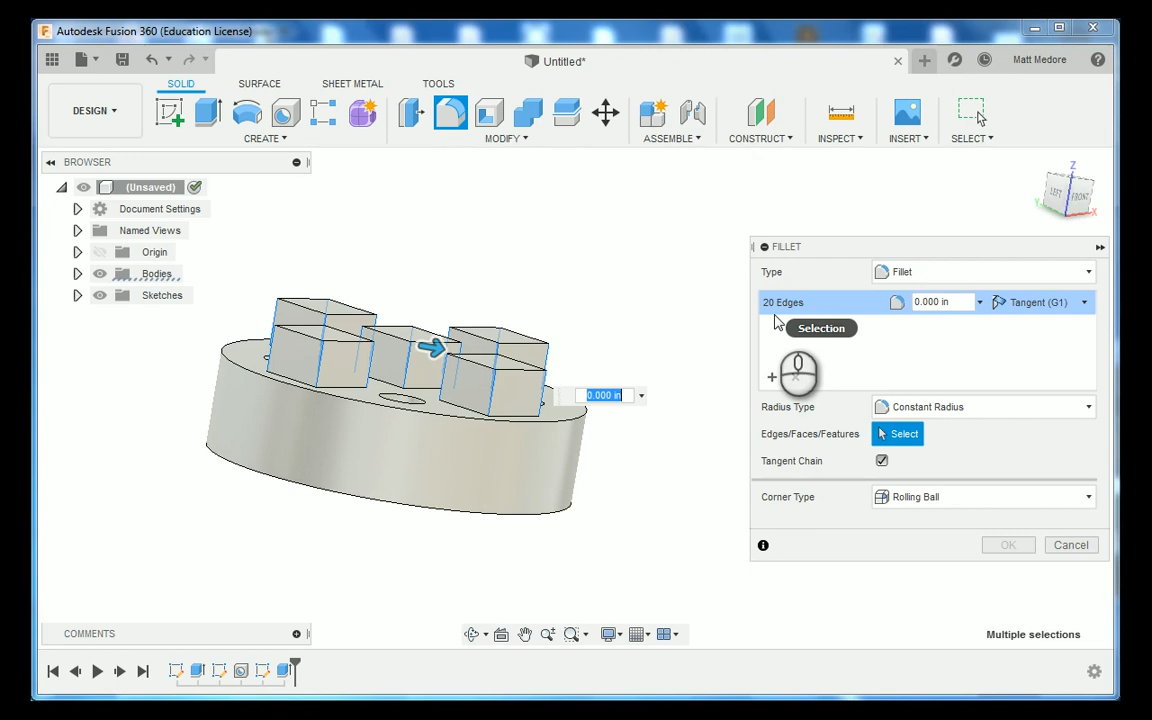 Autodesk Fusion 360 (Education License)
Untitled*
Matt Medore
SOLID
SURFACE
SHEET METAL
TOOLS
DESIGN
CREATE
MODIFY
ASSEMBLE
CONSTRUCT
INSPECT
INSERT
SELECT
BROWSER
(Unsaved)
Document Settings
Named Views
Origin
Bodies
Sketches
Z
LEFT
FRONT
Y
X
FILLET
Type
Fillet
20 Edges
0.000 in
Tangent (G1)
Selection
0.000 in
Radius Type
Constant Radius
Edges/Faces/Features
Select
Tangent Chain
Corner Type
Rolling Ball
OK
Cancel
COMMENTS
Multiple selections